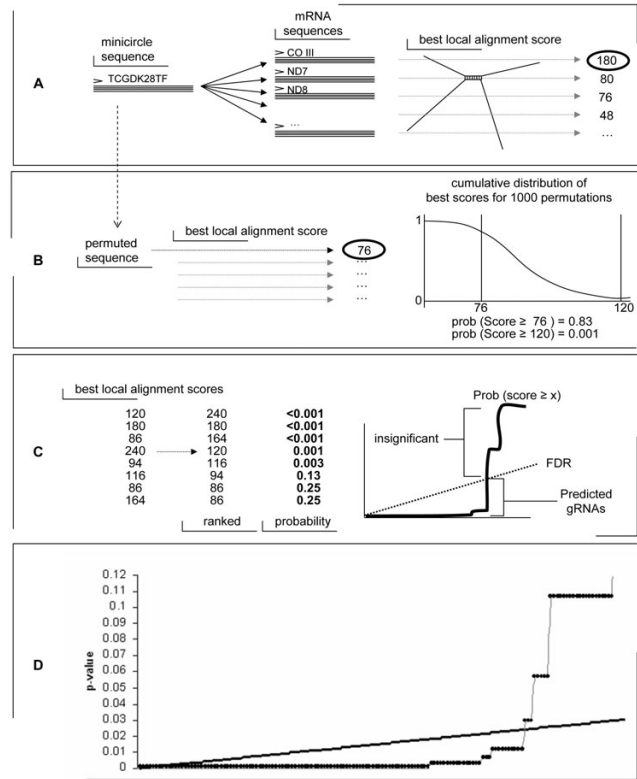 minicircle
sequence
> TCGDK28TF
mRNA
sequences
> CO III
> ND7
> ND8
> ...
best local alignment score
180
80
76
48
...
A
permuted
sequence
best local alignment score
76
...
...
...
...
cumulative distribution of
best scores for 1000 permutations
1
0
76
120
prob (Score ≥ 76 ) = 0.83
prob (Score ≥ 120) = 0.001
B
best local alignment scores
120 240 <0.001
180 180 <0.001
86 164 <0.001
240 120 0.001
94 116 0.003
116 94 0.13
86 86 0.25
164 86 0.25
ranked probability
C
Prob (score ≥ x)
insignificant
FDR
Predicted
gRNAs
D
p-value
0.12
0.11
0.1
0.09
0.08
0.07
0.06
0.05
0.04
0.03
0.02
0.01
0